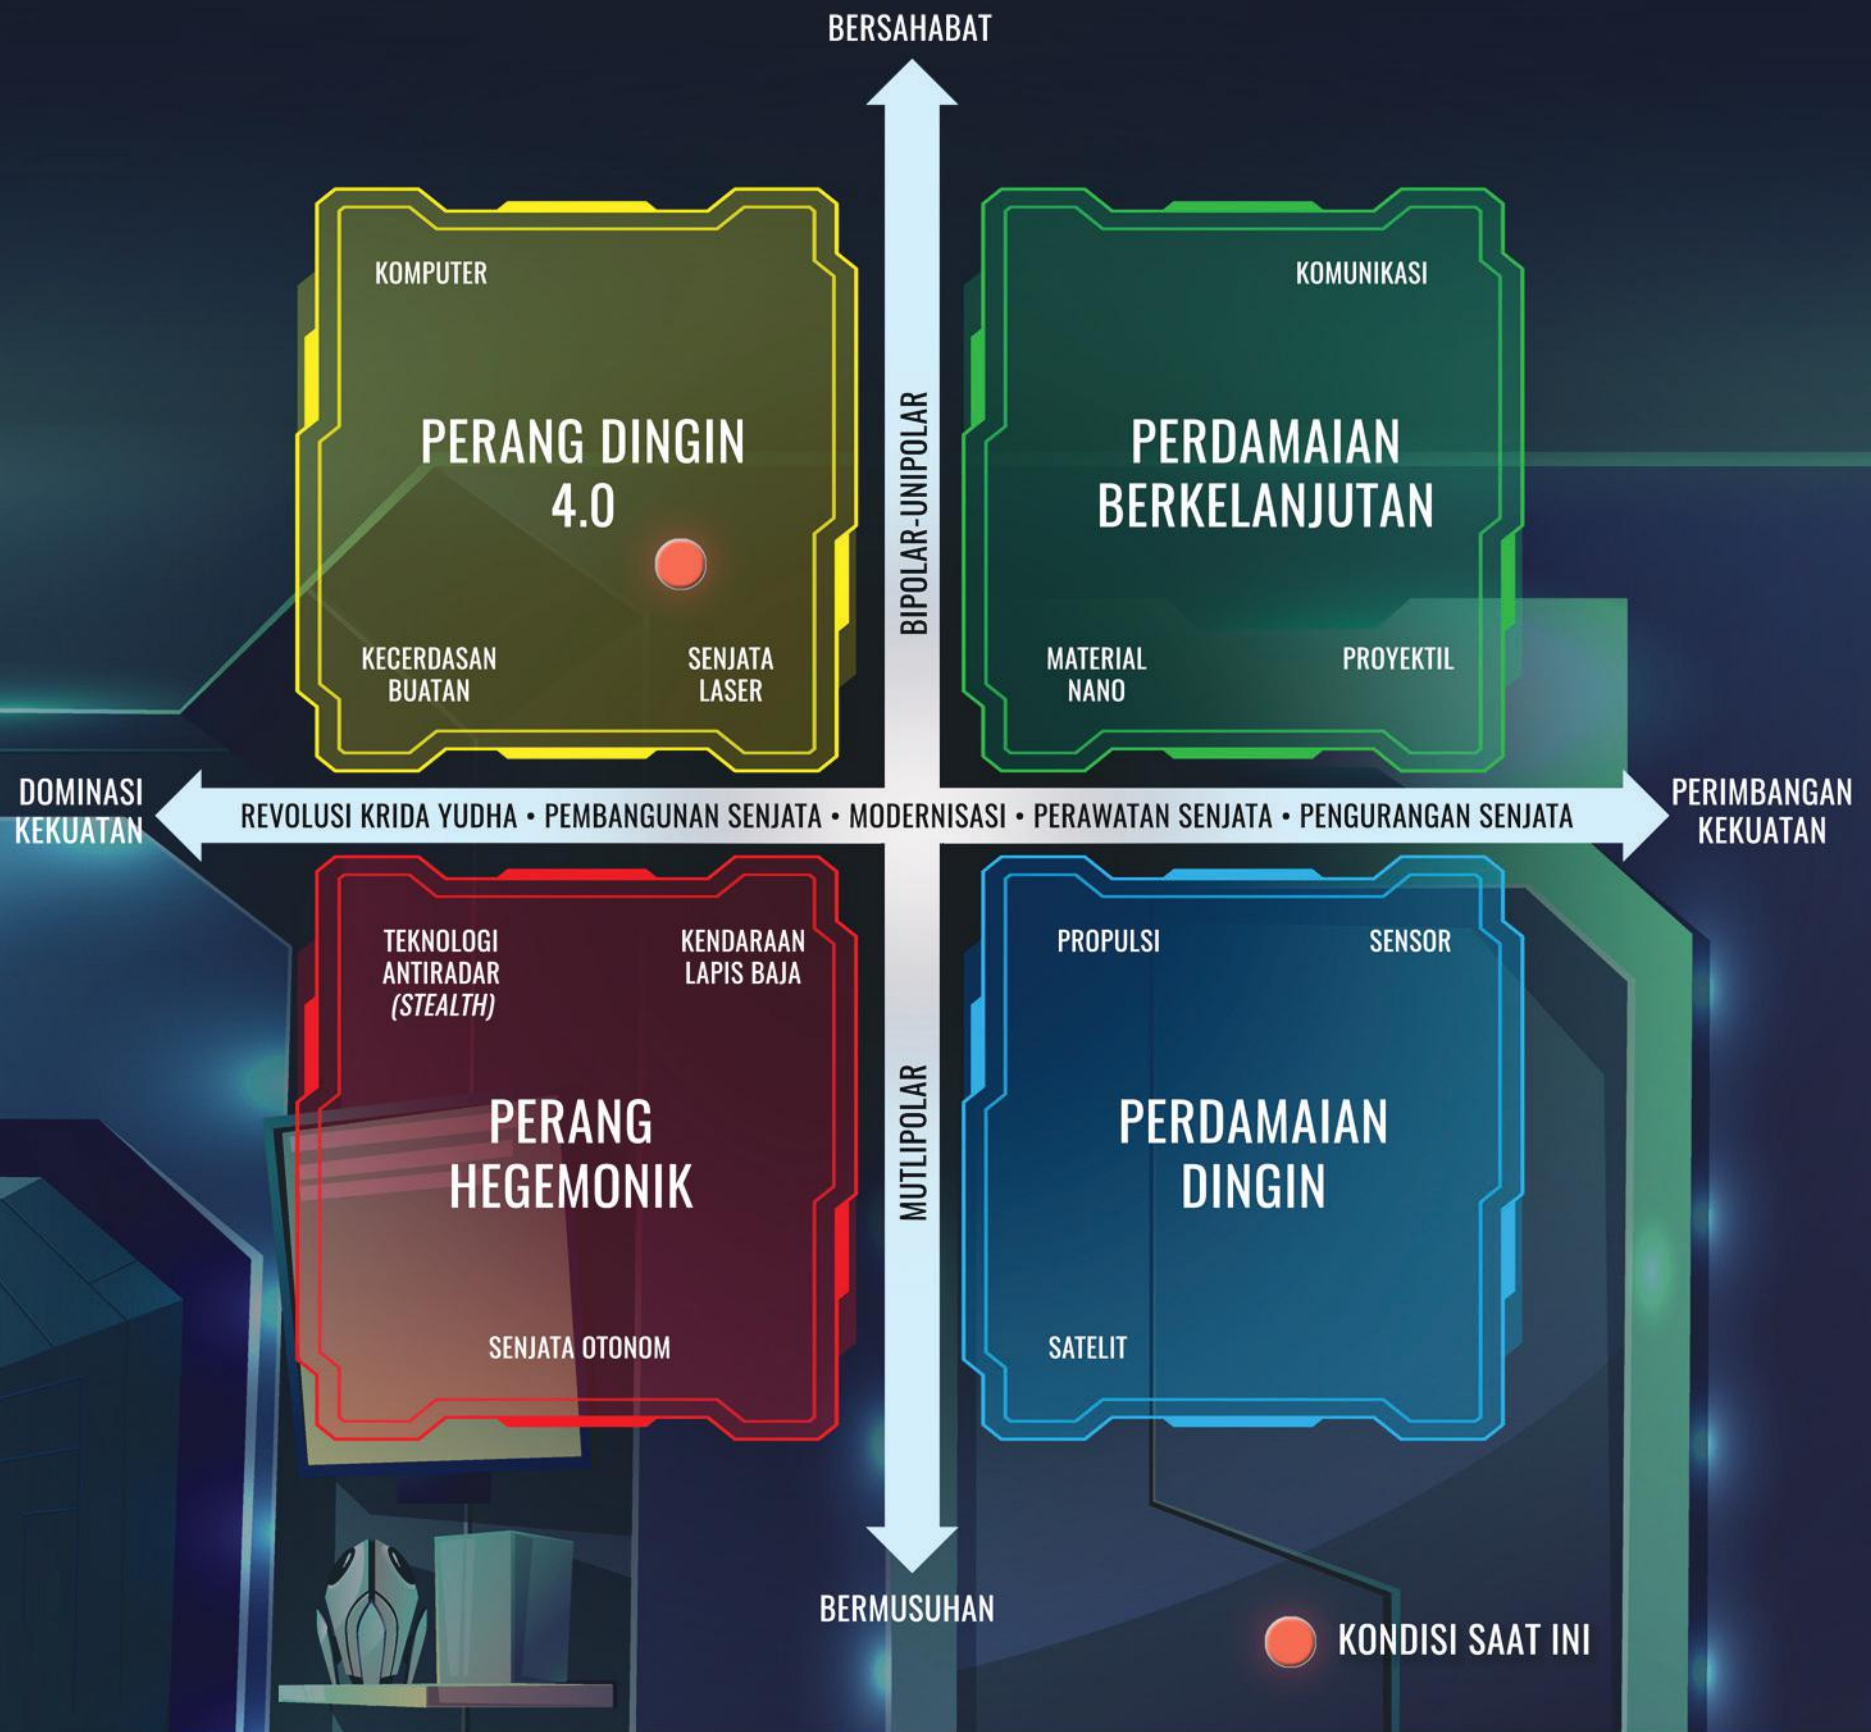 BERSAHABAT
KOMPUTER
PERANG DINGIN
4.0
KECERDASAN
BUATAN
SENJATA
LASER
BIPOLAR-UNIPOLAR
KOMUNIKASI
PERDAMAIAN
BERKELANJUTAN
MATERIAL
NANO
PROYEKTIL
DOMINASI
KEKUATAN
REVOLUSI KRIDA YUDHA • PEMBANGUNAN SENJATA • MODERNISASI • PERAWATAN SENJATA • PENGURANGAN SENJATA
PERIMBANGAN
KEKUATAN
TEKNOLOGI
ANTIRADAR
(STEALTH)
KENDARAAN
LAPIS BAJA
PERANG
HEGEMONIK
SENJATA OTONOM
MUTLIPOLAR
PROPULSI
SENSOR
PERDAMAIAN
DINGIN
SATELIT
BERMUSUHAN
KONDISI SAAT INI